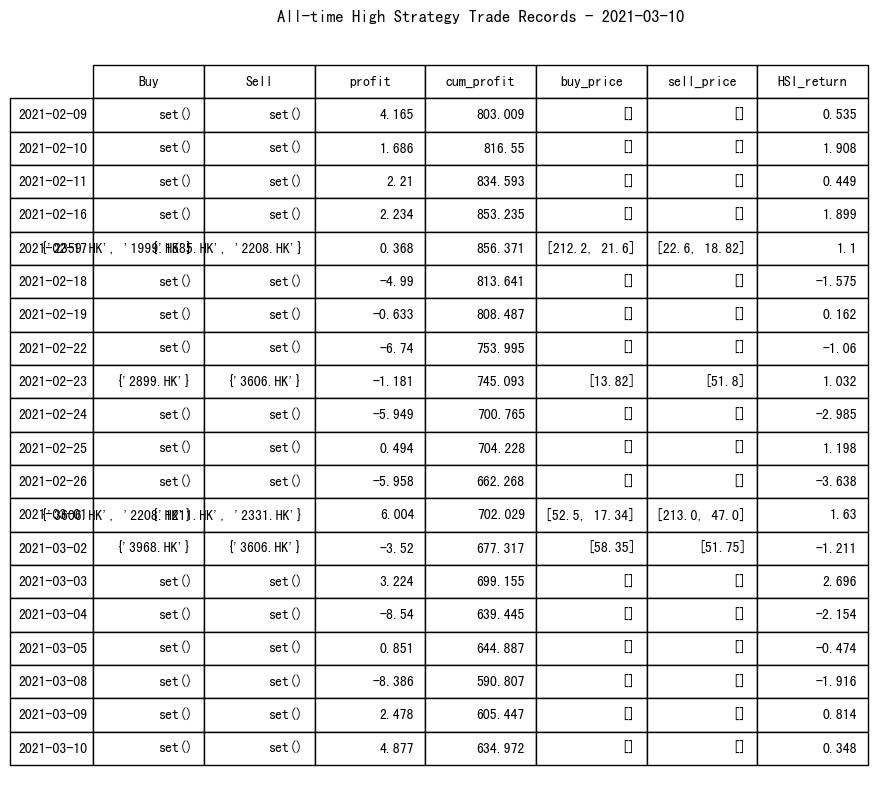 All-time High Strategy Trade Records - 2021-03-10
Buy Sell profit cum_profit buy_price sell_price HSI_return
2021-02-09 set() set() 4.165 803.009 [] [] 0.535
2021-02-10 set() set() 1.686 816.55 [] [] 1.908
2021-02-11 set() set() 2.21 834.593 [] [] 0.449
2021-02-16 set() set() 2.234 853.235 [] [] 1.899
'1999.HK'} '2208.HK'} 0.368 856.371 [212.2, 21.6] [22.6, 18.82] 1.1
2021-02-18 set() set() -4.99 813.641 [] [] -1.575
2021-02-19 set() set() -0.633 808.487 [] [] 0.162
2021-02-22 set() set() -6.74 753.995 [] [] -1.06
2021-02-23 {'2899.HK'} {'3606.HK'} -1.181 745.093 [13.82] [51.8] 1.032
2021-02-24 set() set() -5.949 700.765 [] [] -2.985
2021-02-25 set() set() 0.494 704.228 [] [] 1.198
2021-02-26 set() set() -5.958 662.268 [] [] -3.638
'2208.HK'} '2331.HK'} 6.004 702.029 [52.5, 17.34] [213.0, 47.0] 1.63
2021-03-02 {'3968.HK'} {'3606.HK'} -3.52 677.317 [58.35] [51.75] -1.211
2021-03-03 set() set() 3.224 699.155 [] [] 2.696
2021-03-04 set() set() -8.54 639.445 [] [] -2.154
2021-03-05 set() set() 0.851 644.887 [] [] -0.474
2021-03-08 set() set() -8.386 590.807 [] [] -1.916
2021-03-09 set() set() 2.478 605.447 [] [] 0.814
2021-03-10 set() set() 4.877 634.972 [] [] 0.348